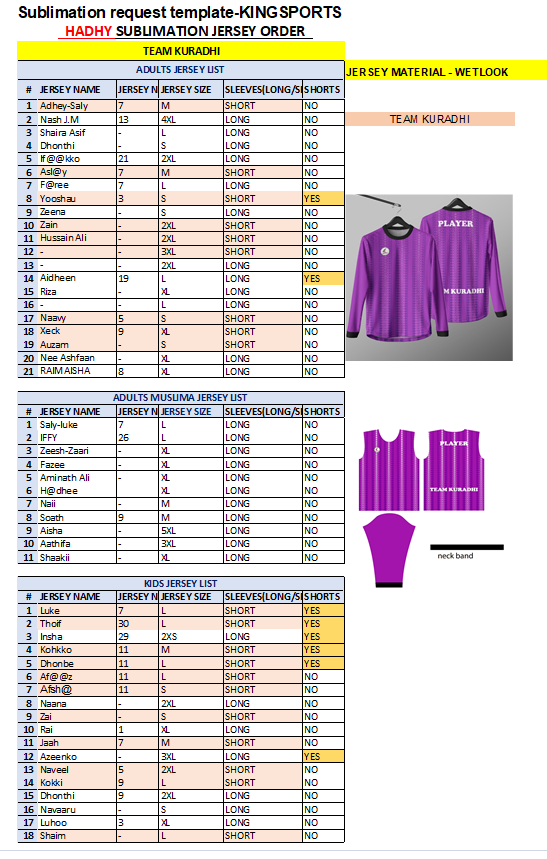 Sublimation request template-KINGSPORTS
HADHY SUBLIMATION JERSEY ORDER
TEAM KURADHI
ADULTS JERSEY LIST
# JERSEY NAME JERSEY N JERSEY SIZE SLEEVES(LONG/S SHORTS
1 Adhey-Saly 7 M SHORT NO
2 Nash J.M 13 4XL LONG NO
3 Shaira Asif - L LONG NO
4 Dhonthi - S LONG NO
5 If@@kko 21 2XL LONG NO
6 Asl@y 7 M SHORT NO
7 F@ree 7 L LONG NO
8 Yooshau 3 S SHORT YES
9 Zeena - S LONG NO
10 Zain - 2XL SHORT NO
11 Hussain Ali - 2XL SHORT NO
12 - - 3XL SHORT NO
13 - - 2XL LONG NO
14 Aidheen 19 L LONG YES
15 Riza - XL LONG NO
16 - - L LONG NO
17 Naavy 5 S SHORT NO
18 Xeck 9 XL SHORT NO
19 Auzam - S SHORT NO
20 Nee Ashfaan - XL LONG NO
21 RAIMAISHA 8 XL LONG NO
JERSEY MATERIAL - WETLOOK
TEAM KURADHI
PLAYER
M KURADHI
ADULTS MUSLIMA JERSEY LIST
# JERSEY NAME JERSEY N JERSEY SIZE SLEEVES(LONG/S SHORTS
1 Saly-luke 7 L LONG NO
2 IFFY 26 L LONG NO
3 Zeesh-Zaari - XL LONG NO
4 Fazee - XL LONG NO
5 Aminath Ali - XL LONG NO
6 H@dhee XL LONG NO
7 Naii - M LONG NO
8 Soath 9 M LONG NO
9 Aisha - 5XL LONG NO
10 Aathifa - 3XL LONG NO
11 Shaakii - XL LONG NO
PLAYER
TEAM KURADHI
neck band
KIDS JERSEY LIST
# JERSEY NAME JERSEY N JERSEY SIZE SLEEVES(LONG/S SHORTS
1 Luke 7 L SHORT YES
2 Thoif 30 L SHORT YES
3 Insha 29 2XS LONG YES
4 Kohkko 11 M SHORT YES
5 Dhonbe 11 L SHORT YES
6 Af@@z 11 L SHORT NO
7 Afsh@ 11 S SHORT NO
8 Naana - 2XL LONG NO
9 Zai - S SHORT NO
10 Rai 1 XL LONG NO
11 Jaah 7 M SHORT NO
12 Azeenko - 3XL LONG YES
13 Naveel 5 2XL SHORT NO
14 Kokki 9 L SHORT NO
15 Dhonthi 9 2XL LONG NO
16 Navaaru - S LONG NO
17 Luhoo 3 XL LONG NO
18 Shaim - L SHORT NO